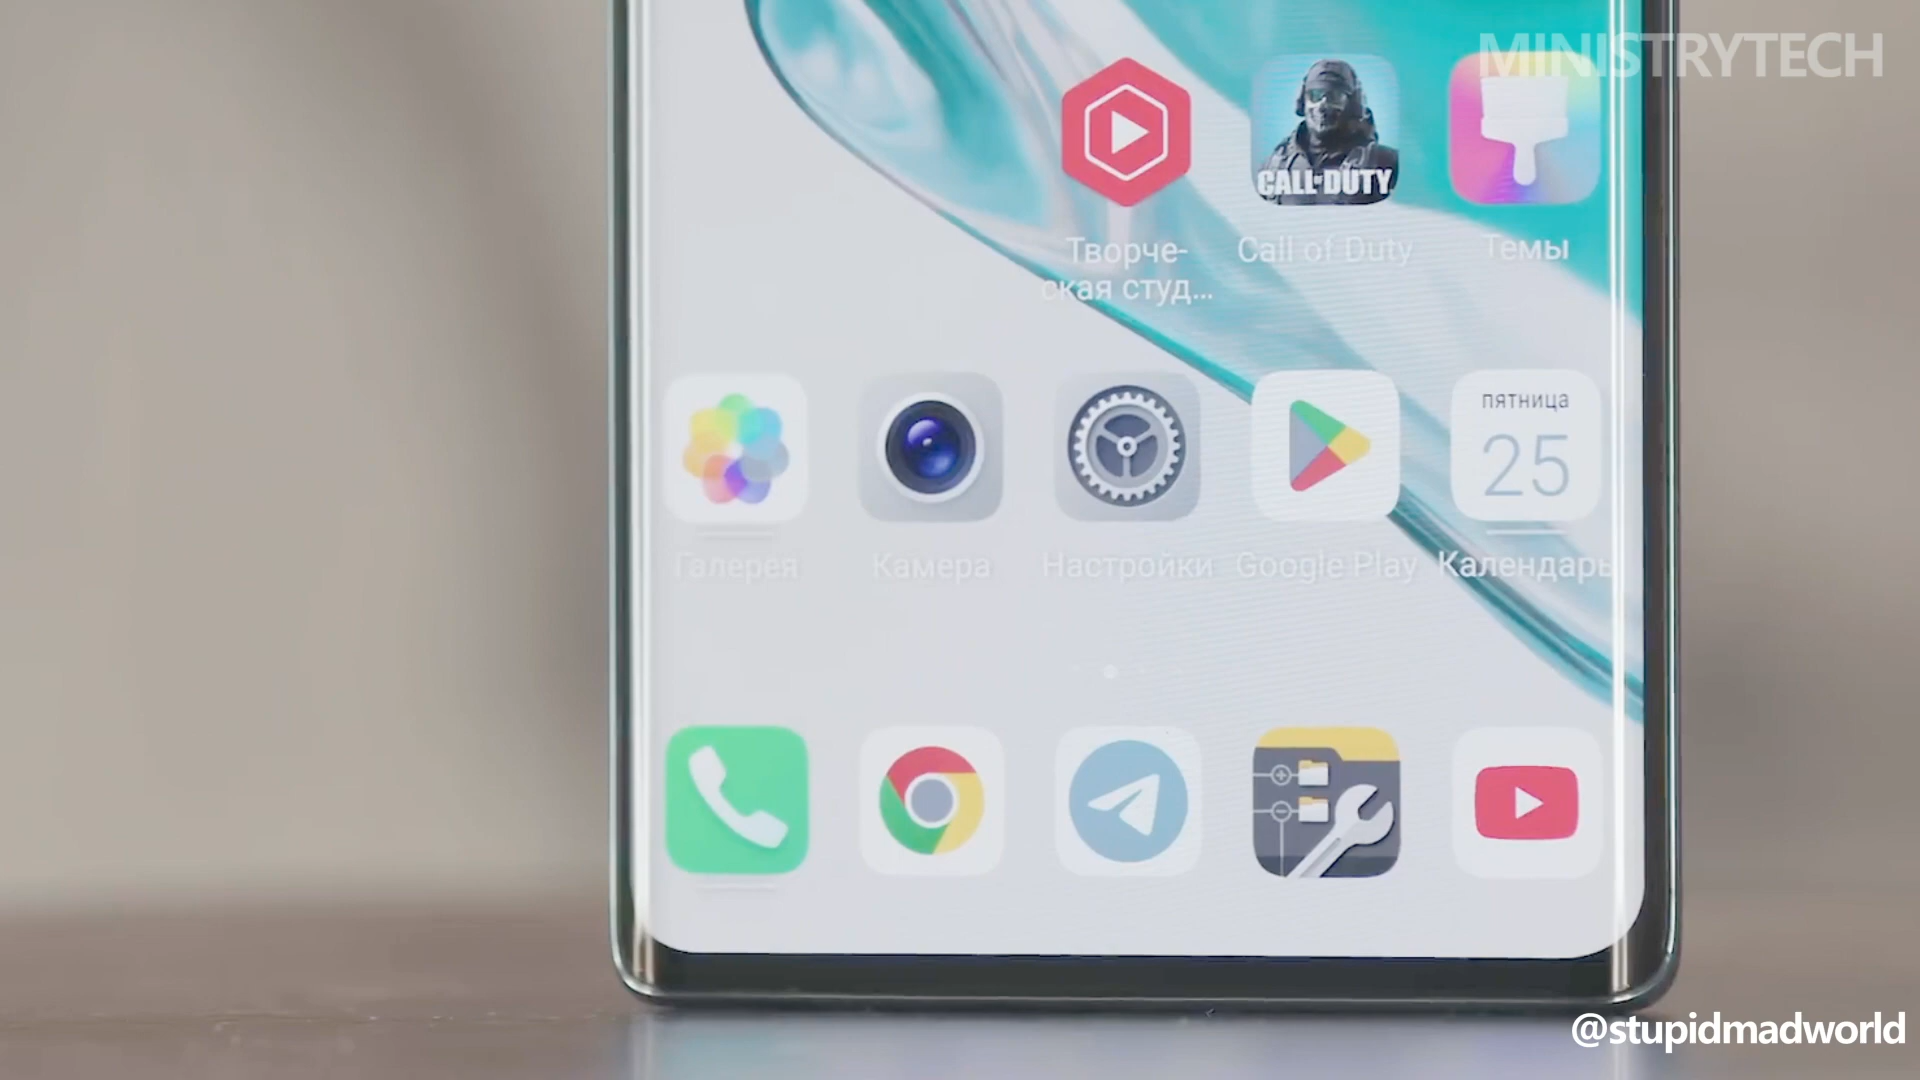 MINISTRYTECH
CALL OF DUTY
Творче-
ская студ...
Call of Duty
Темы
пятница
25
Галерея
Камера
Настройки
Google Play
Календарь
@stupidmadworld